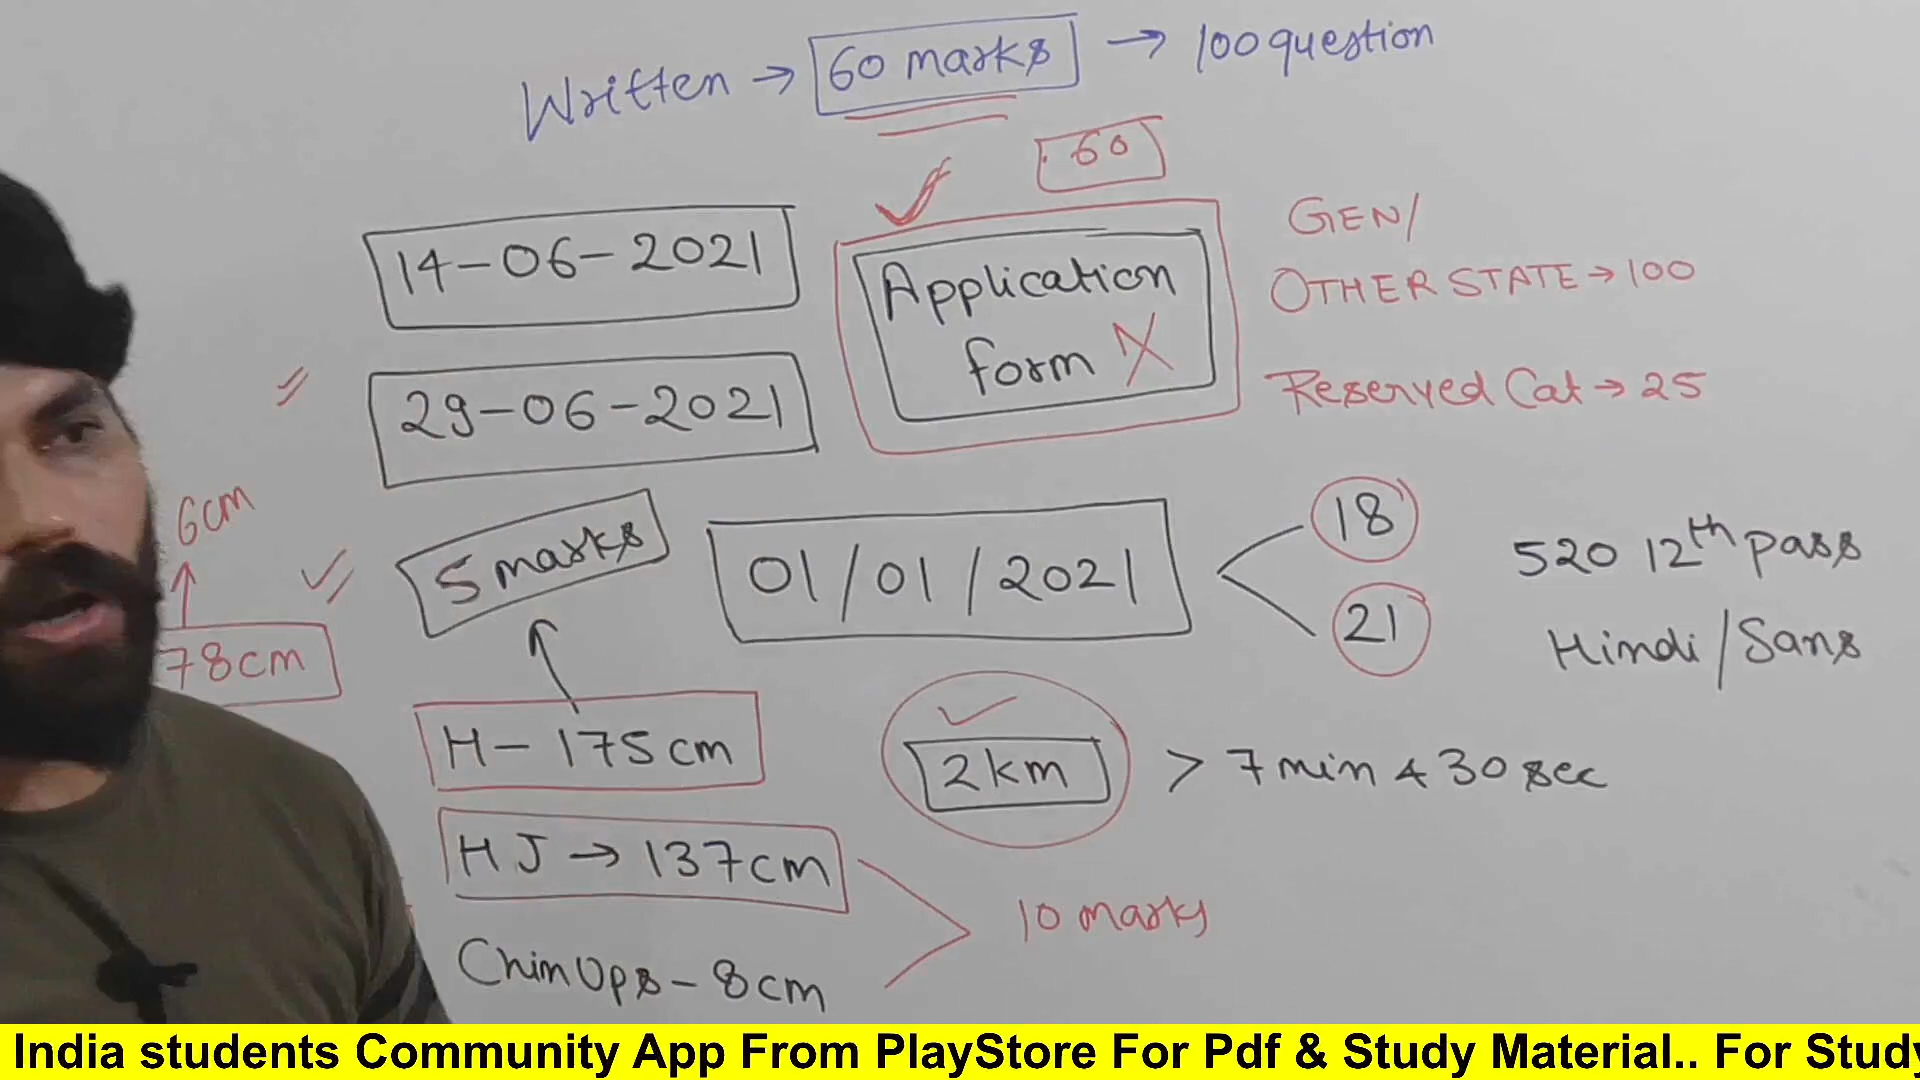 Written → 60 marks → 100 question
60
14-06-2021
Application
form X
GEN/
OTHER STATE → 100
29-06-2021
Reserved Cat → 25
6cm
78cm
5 marks
01/01/2021
18
21
520 12th pass
Hindi/Sans
H - 175cm
2km > 7 min & 30 sec
HJ → 137cm
10 marks
Chin Ups - 8cm
India students Community App From PlayStore For Pdf & Study Material.. For Study